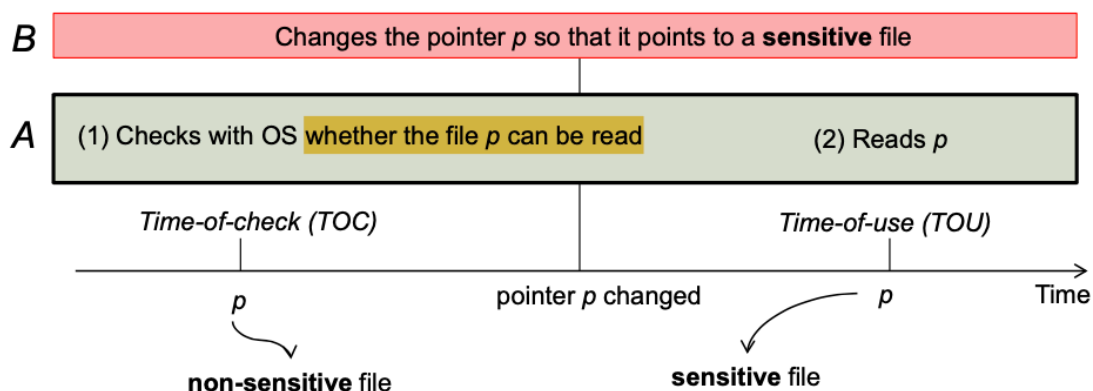 B
Changes the pointer p so that it points to a sensitive file
A
(1) Checks with OS whether the file p can be read
(2) Reads p
Time-of-check (TOC)
Time-of-use (TOU)
p
pointer p changed
p
Time
non-sensitive file
sensitive file